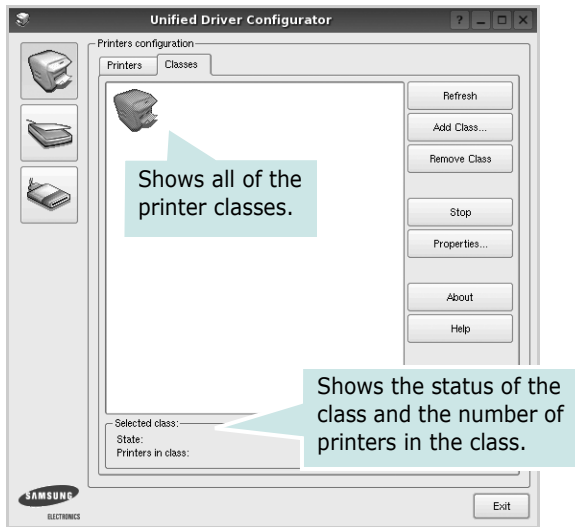 Unified Driver Configurator
Printers configuration
Printers
Classes
Refresh
Add Class...
Remove Class
Shows all of the
printer classes.
Stop
Properties...
About
Help
Shows the status of the
class and the number of
printers in the class.
Selected class:
State:
Printers in class:
SAMSUNG
ELECTRONICS
Exit